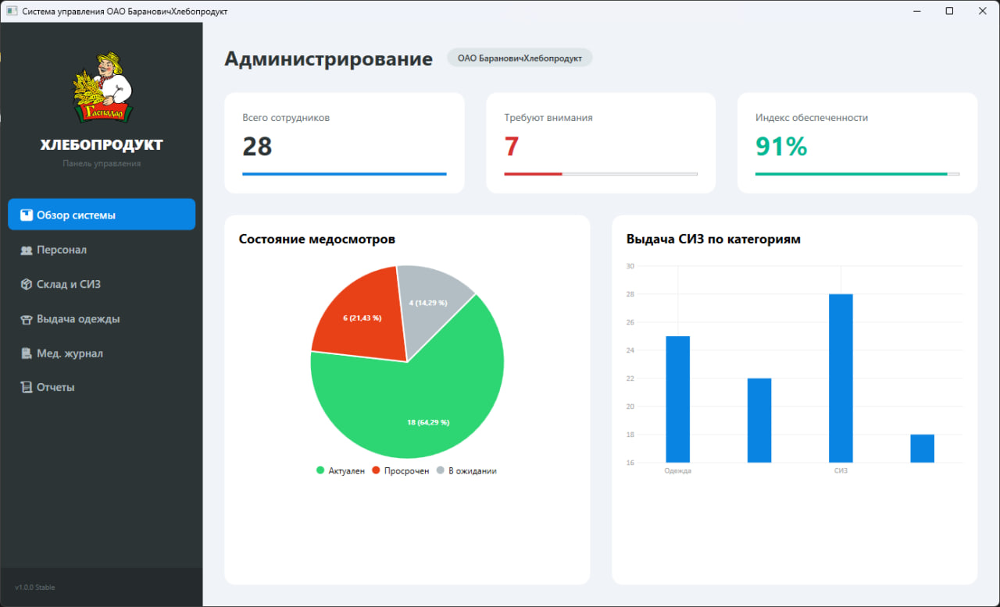 Система управления ОАО БарановичХлебопродукт
Гаспадар
ХЛЕБОПРОДУКТ
Панель управления
Обзор системы
Персонал
Склад и СИЗ
Выдача одежды
Мед. журнал
Отчеты
v1.0.0 Stable
Администрирование
ОАО БарановичХлебопродукт
Всего сотрудников
28
Требуют внимания
7
Индекс обеспеченности
91%
Состояние медосмотров
4 (14,29 %)
6 (21,43 %)
18 (64,29 %)
Актуален
Просрочен
В ожидании
Выдача СИЗ по категориям
30
28
26
24
22
20
18
16
Одежда
СИЗ